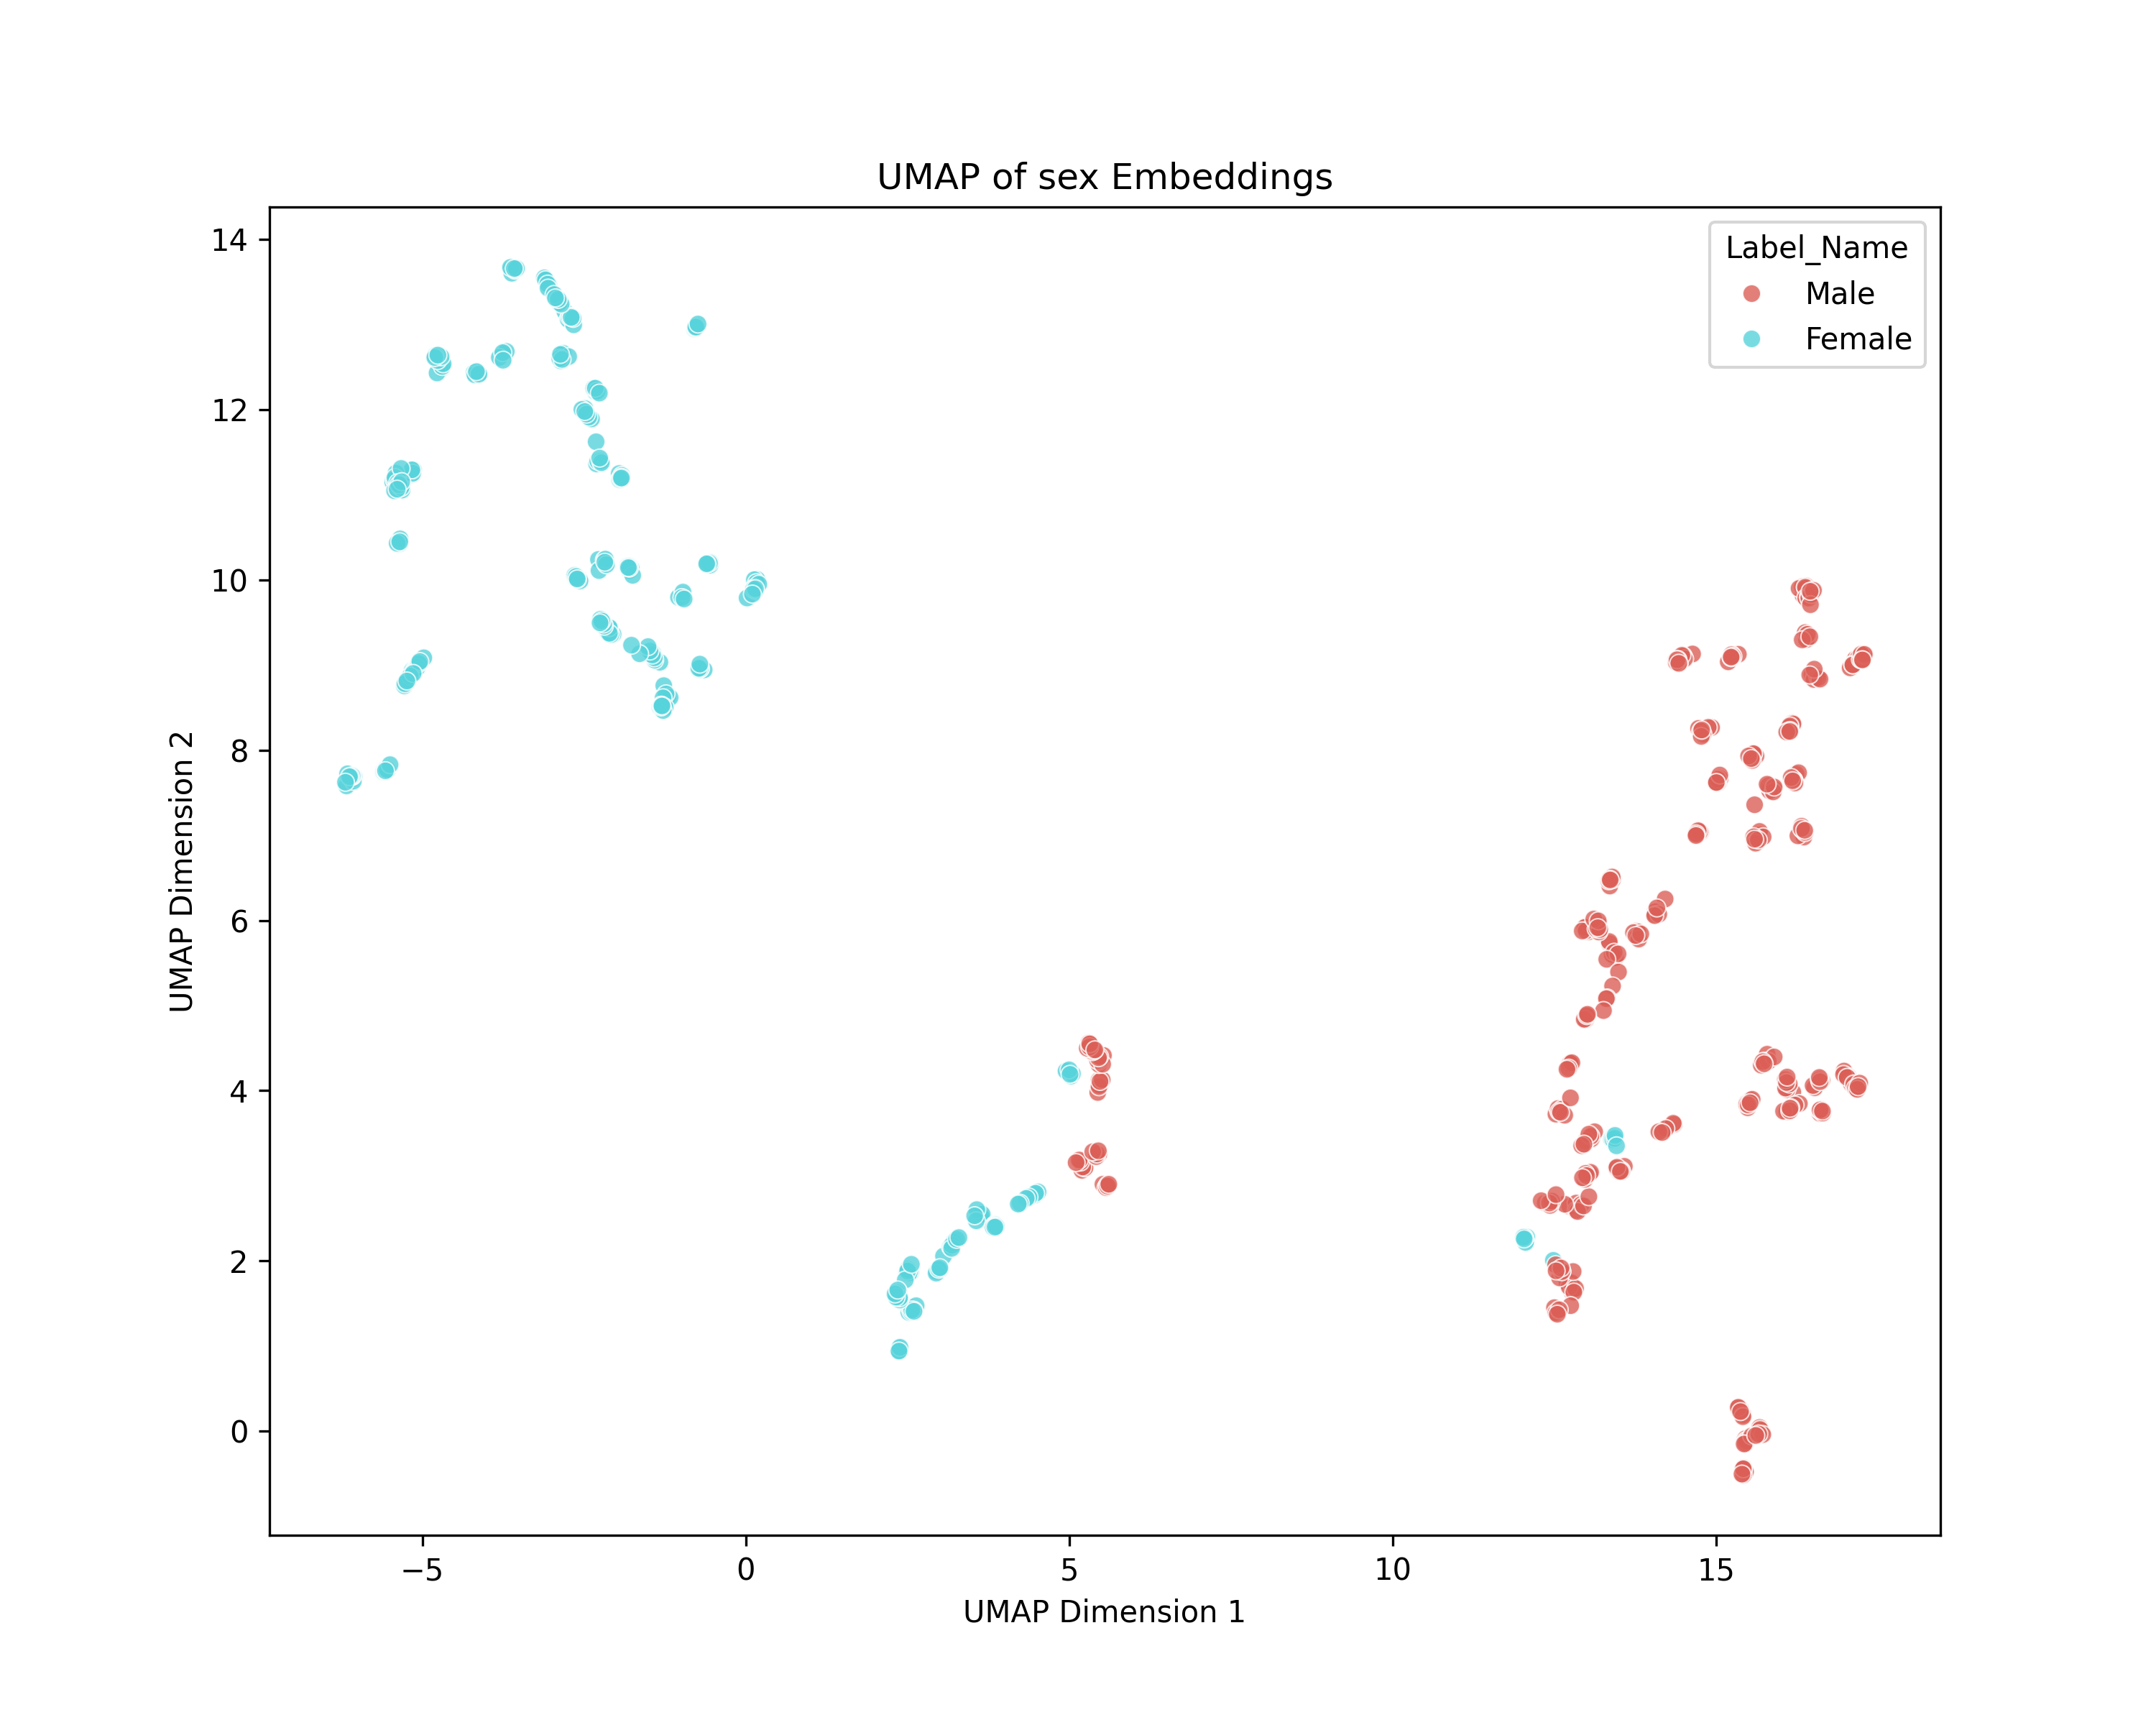 UMAP of sex Embeddings
Label_Name
Male
Female
14
12
10
8
6
4
2
0
UMAP Dimension 2
−5
0
5
10
15
UMAP Dimension 1